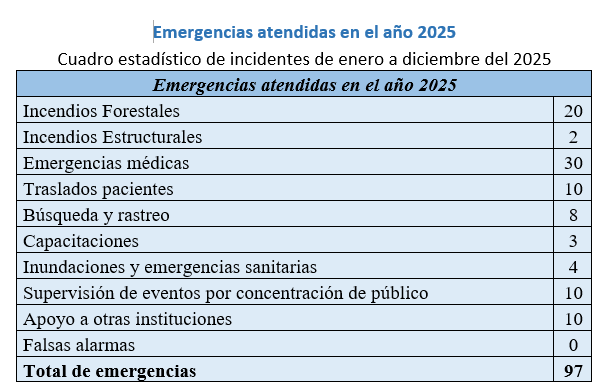 Emergencias atendidas en el año 2025
Cuadro estadístico de incidentes de enero a diciembre del 2025
Emergencias atendidas en el año 2025
Incendios Forestales 20
Incendios Estructurales 2
Emergencias médicas 30
Traslados pacientes 10
Búsqueda y rastreo 8
Capacitaciones 3
Inundaciones y emergencias sanitarias 4
Supervisión de eventos por concentración de público 10
Apoyo a otras instituciones 10
Falsas alarmas 0
Total de emergencias 97